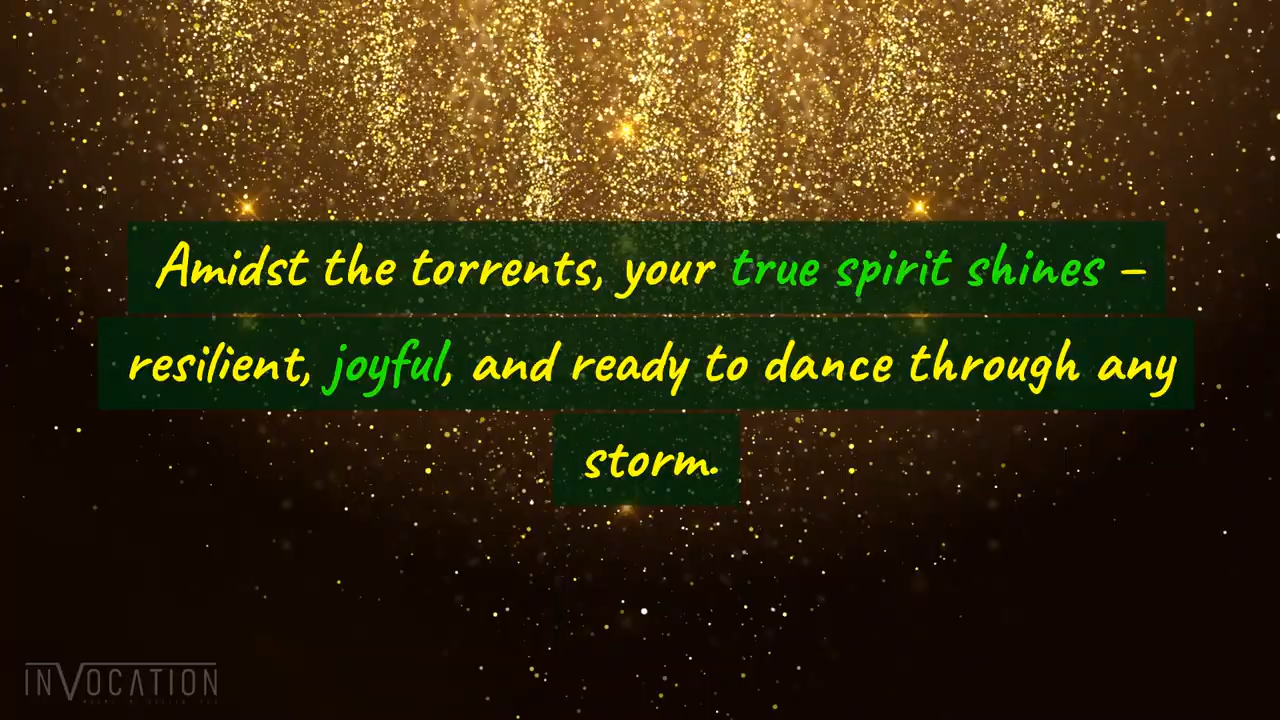 Amidst the torrents, your true spirit shines –
resilient, joyful, and ready to dance through any
storm.
INVOCATION